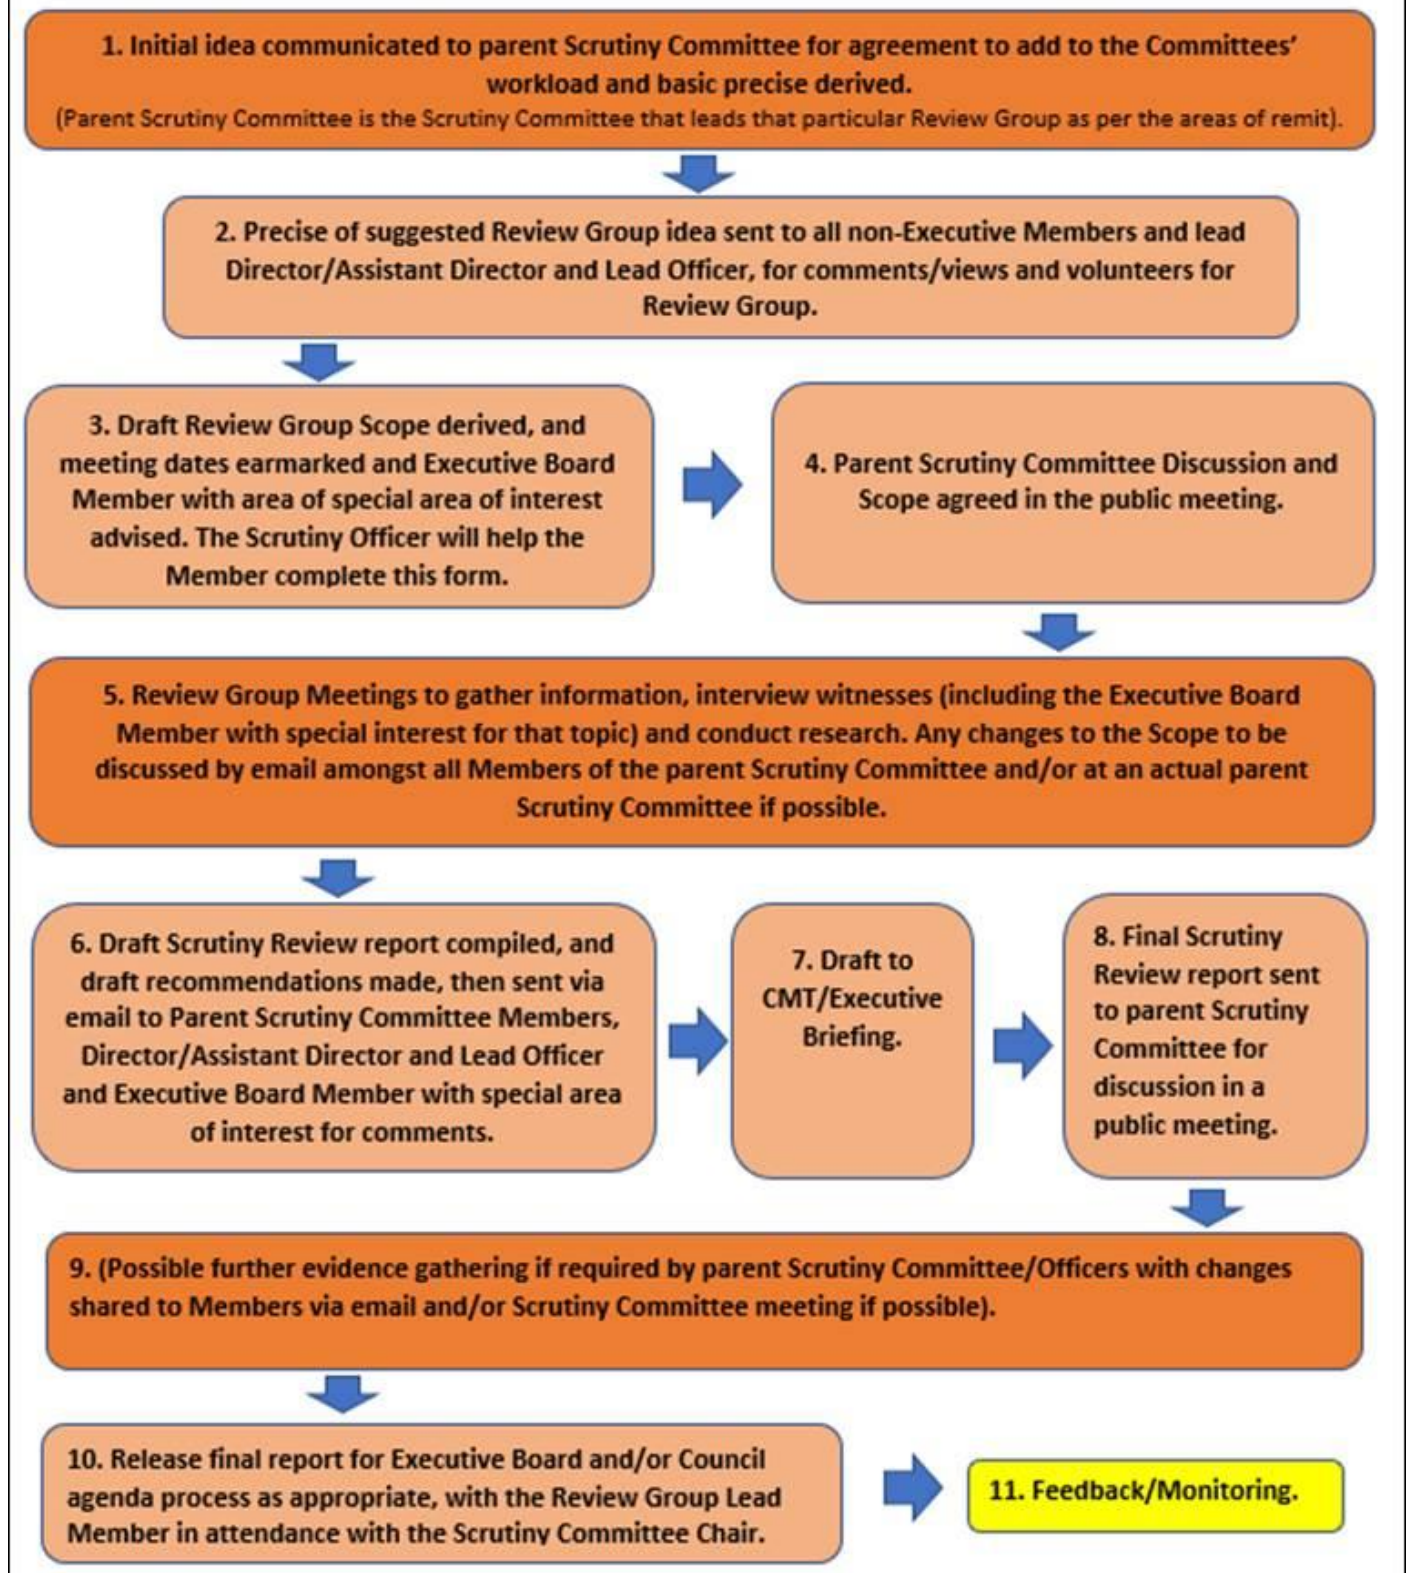 1. Initial idea communicated to parent Scrutiny Committee for agreement to add to the Committees’
workload and basic precise derived.
(Parent Scrutiny Committee is the Scrutiny Committee that leads that particular Review Group as per the areas of remit).
2. Precise of suggested Review Group idea sent to all non-Executive Members and lead
Director/Assistant Director and Lead Officer, for comments/views and volunteers for
Review Group.
3. Draft Review Group Scope derived, and
meeting dates earmarked and Executive Board
Member with area of special area of interest
advised. The Scrutiny Officer will help the
Member complete this form.
4. Parent Scrutiny Committee Discussion and
Scope agreed in the public meeting.
5. Review Group Meetings to gather information, interview witnesses (including the Executive Board
Member with special interest for that topic) and conduct research. Any changes to the Scope to be
discussed by email amongst all Members of the parent Scrutiny Committee and/or at an actual parent
Scrutiny Committee if possible.
6. Draft Scrutiny Review report compiled, and
draft recommendations made, then sent via
email to Parent Scrutiny Committee Members,
Director/Assistant Director and Lead Officer
and Executive Board Member with special area
of interest for comments.
7. Draft to
CMT/Executive
Briefing.
8. Final Scrutiny
Review report sent
to parent Scrutiny
Committee for
discussion in a
public meeting.
9. (Possible further evidence gathering if required by parent Scrutiny Committee/Officers with changes
shared to Members via email and/or Scrutiny Committee meeting if possible).
10. Release final report for Executive Board and/or Council
agenda process as appropriate, with the Review Group Lead
Member in attendance with the Scrutiny Committee Chair.
11. Feedback/Monitoring.